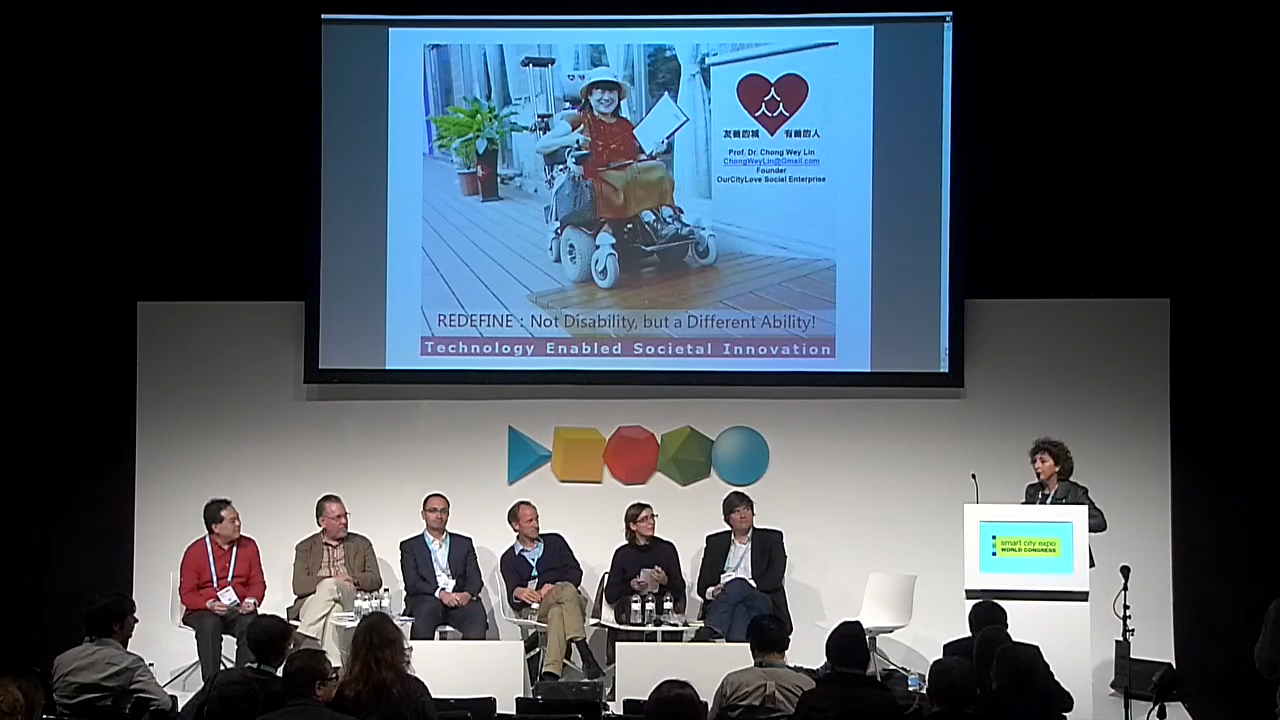 友善的城 有善的人
Prof. Dr. Chong Wey Lin
ChongWeyLin@Gmail.com
Founder
OurCityLove Social Enterprise
REDEFINE : Not Disability, but a Different Ability!
Technology Enabled Societal Innovation
smart city expo
WORLD CONGRESS